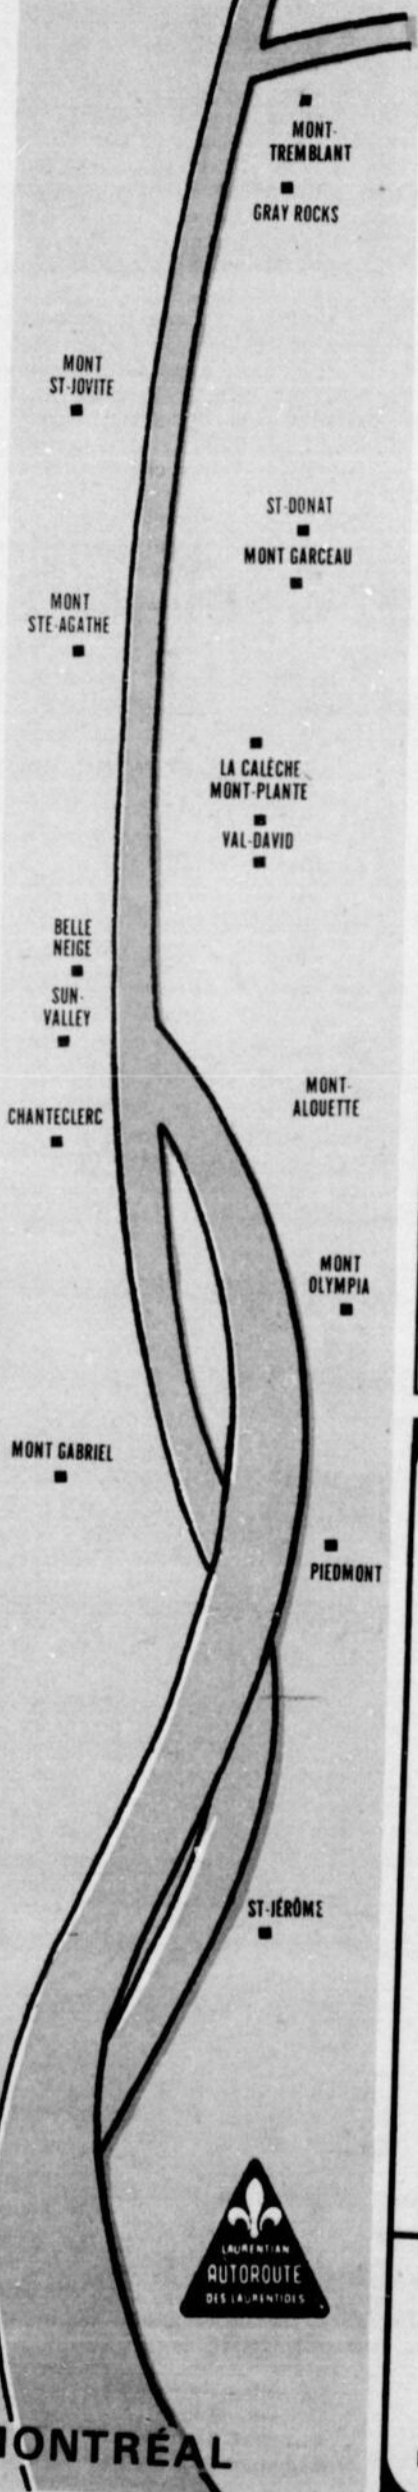 MONT-
TREMBLANT
GRAY ROCKS
MONT
ST-JOVITE
ST-DONAT
MONT GARCEAU
MONT
STE-AGATHE
LA CALÈCHE
MONT-PLANTE
VAL-DAVID
BELLE
NEIGE
SUN-
VALLEY
MONT-
ALOUETTE
CHANTECLERC
MONT
OLYMPIA
MONT GABRIEL
PIEDMONT
ST-JÉRÔME
LAURENTIAN
AUTOROUTE
DES LAURENTIDES
MONTRÉAL